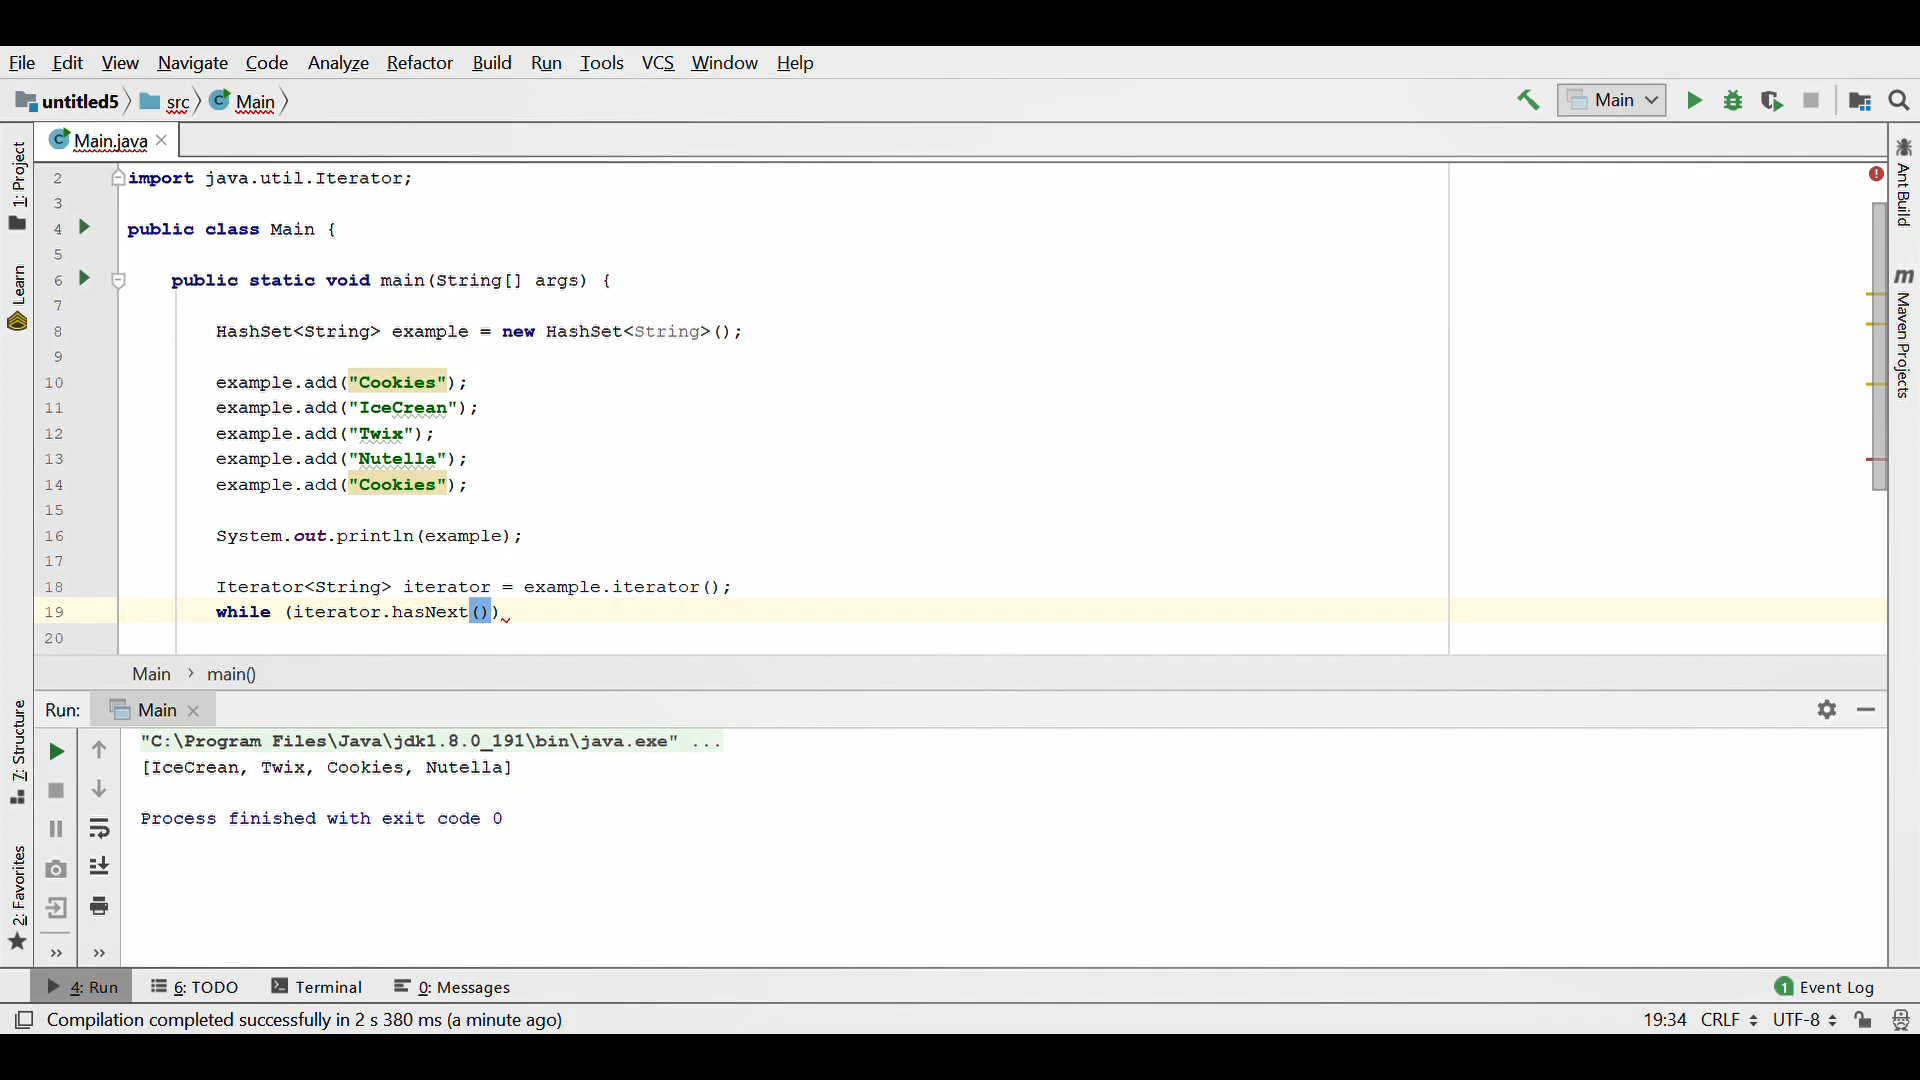 File Edit View Navigate Code Analyze Refactor Build Run Tools VCS Window Help
untitled5 src Main
Main
Main.java
1: Project
Learn
7: Structure
2: Favorites
Ant Build
m
Maven Projects
2 import java.util.Iterator;
3
4 public class Main {
5
6 public static void main(String[] args) {
7
8 HashSet<String> example = new HashSet<String>();
9
10 example.add("Cookies");
11 example.add("IceCrean");
12 example.add("Twix");
13 example.add("Nutella");
14 example.add("Cookies");
15
16 System.out.println(example);
17
18 Iterator<String> iterator = example.iterator();
19 while (iterator.hasNext())
20
Main › main()
Run: Main
"C:\Program Files\Java\jdk1.8.0_191\bin\java.exe" ...
[IceCrean, Twix, Cookies, Nutella]
Process finished with exit code 0
4: Run 6: TODO Terminal 0: Messages 1 Event Log
Compilation completed successfully in 2 s 380 ms (a minute ago) 19:34 CRLF UTF-8